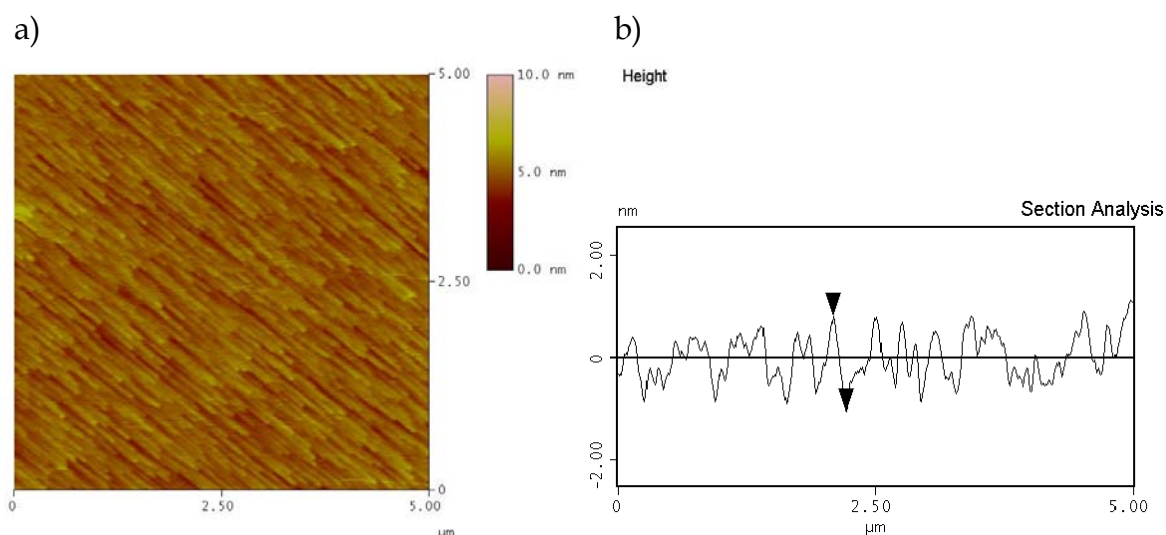 a)
5.00
2.50
0
0
2.50
5.00
µm
10.0 nm
5.0 nm
0.0 nm
b)
Height
nm
Section Analysis
2.00
0
-2.00
0
2.50
5.00
µm